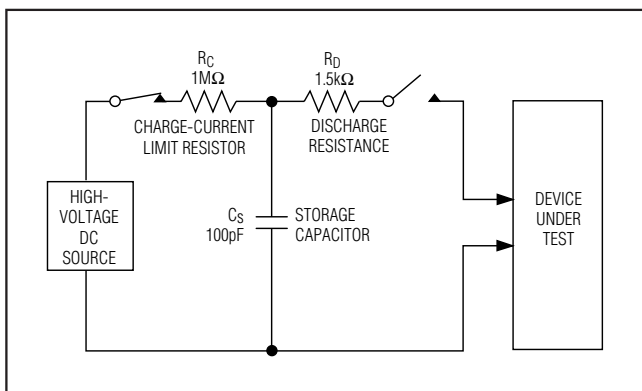 R_C
1MΩ
CHARGE-CURRENT
LIMIT RESISTOR
R_D
1.5kΩ
DISCHARGE
RESISTANCE
HIGH-
VOLTAGE
DC
SOURCE
C_S
100pF
STORAGE
CAPACITOR
DEVICE
UNDER
TEST